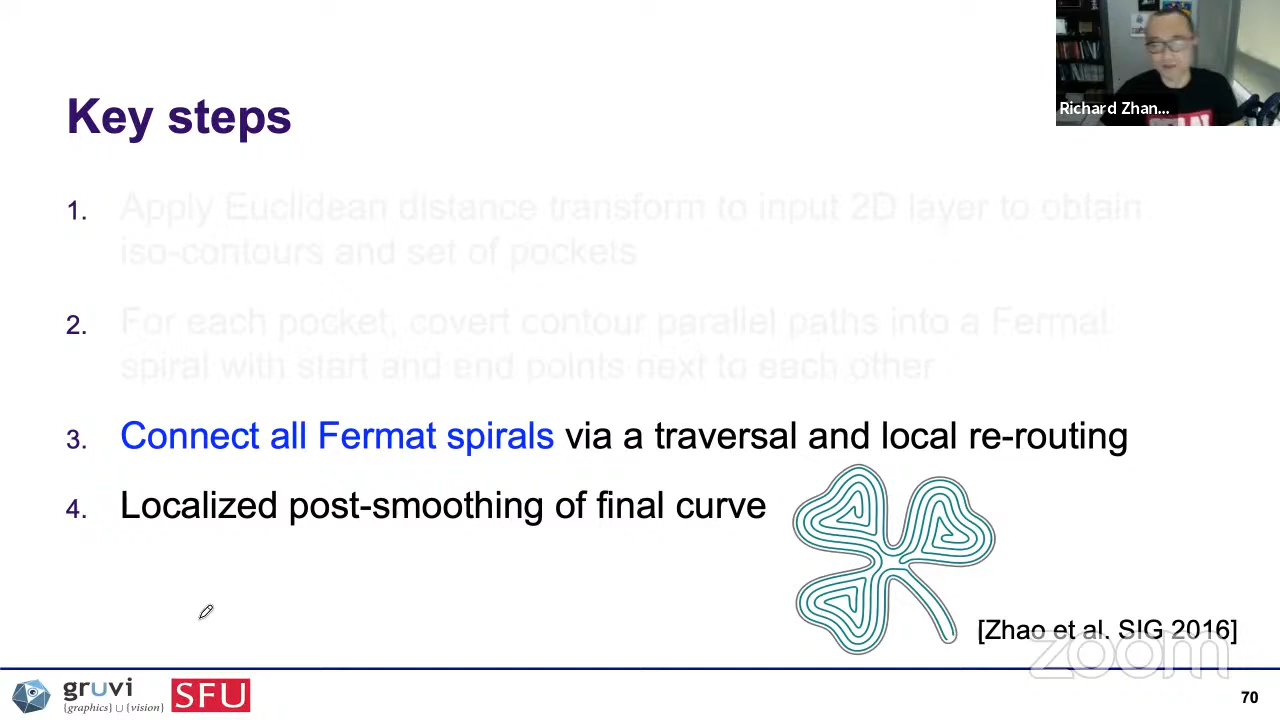 Richard Zhan...
Key steps
1. Apply Euclidean distance transform to input 2D layer to obtain
iso-contours and set of pockets
2. For each pocket, covert contour parallel paths into a Fermat
spiral with start and end points next to each other
3. Connect all Fermat spirals via a traversal and local re-routing
4. Localized post-smoothing of final curve
[Zhao et al. SIG 2016]
zoom
gruvi
{graphics} ∪ {vision}
SFU
70